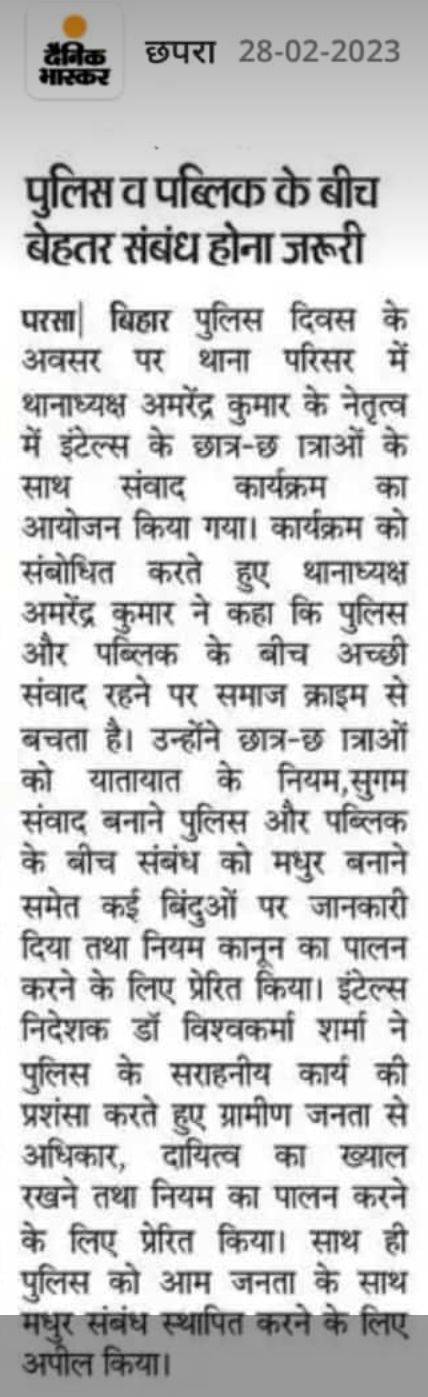 दैनिक
भास्कर
छपरा 28-02-2023
पुलिस व पब्लिक के बीच
बेहतर संबंध होना जरूरी
परसा| बिहार पुलिस दिवस के
अवसर पर थाना परिसर में
थानाध्यक्ष अमरेंद्र कुमार के नेतृत्व
में इंटेल्स के छात्र-छ ात्राओं के
साथ संवाद कार्यक्रम का
आयोजन किया गया। कार्यक्रम को
संबोधित करते हुए थानाध्यक्ष
अमरेंद्र कुमार ने कहा कि पुलिस
और पब्लिक के बीच अच्छी
संवाद रहने पर समाज क्राइम से
बचता है। उन्होंने छात्र-छ ात्राओं
को यातायात के नियम,सुगम
संवाद बनाने पुलिस और पब्लिक
के बीच संबंध को मधुर बनाने
समेत कई बिंदुओं पर जानकारी
दिया तथा नियम कानून का पालन
करने के लिए प्रेरित किया। इंटेल्स
निदेशक डॉ विश्वकर्मा शर्मा ने
पुलिस के सराहनीय कार्य की
प्रशंसा करते हुए ग्रामीण जनता से
अधिकार, दायित्व का ख्याल
रखने तथा नियम का पालन करने
के लिए प्रेरित किया। साथ ही
पुलिस को आम जनता के साथ
मधुर संबंध स्थापित करने के लिए
अपील किया।